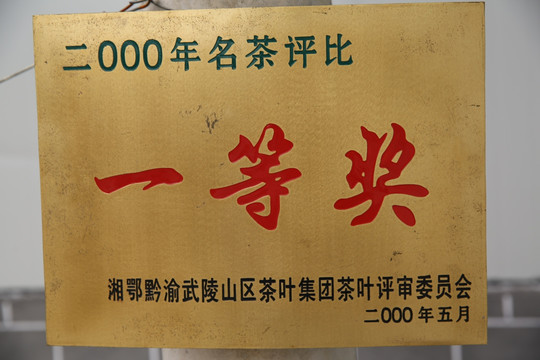 二000年名茶评比
一等奖
湘鄂黔渝武陵山区茶叶集团茶叶评审委员会
二000年五月